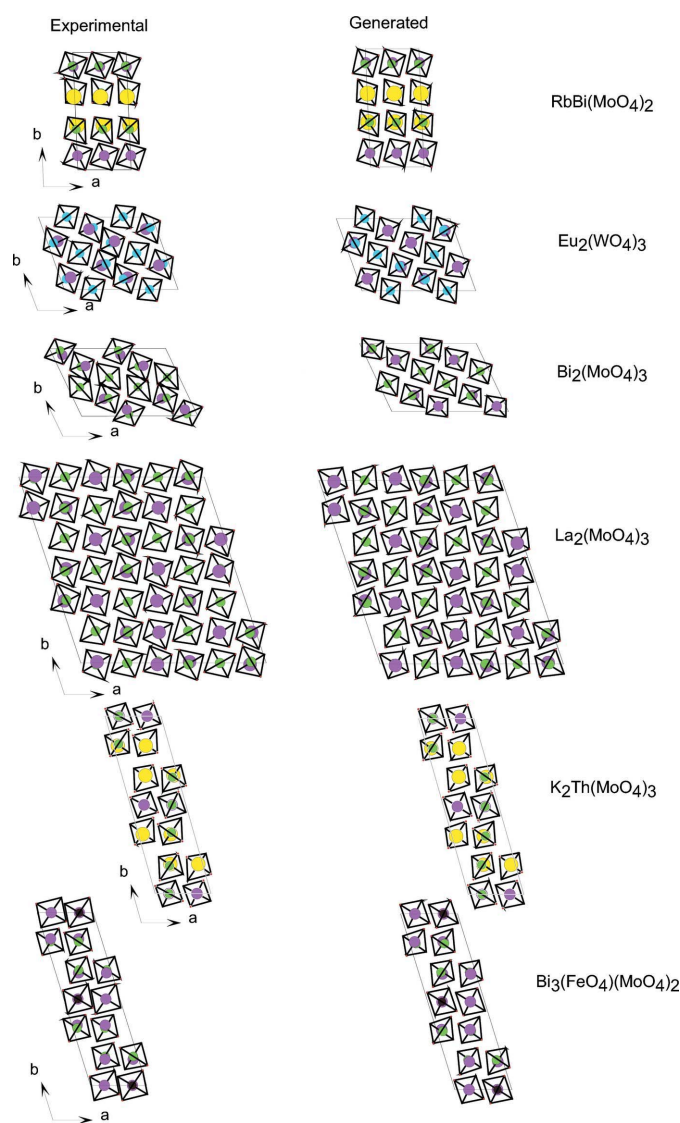 Experimental Generated
RbBi(MoO4)2
b
a
Eu2(WO4)3
b
a
Bi2(MoO4)3
b
a
La2(MoO4)3
b
a
K2Th(MoO4)3
b
a
Bi3(FeO4)(MoO4)2
b
a